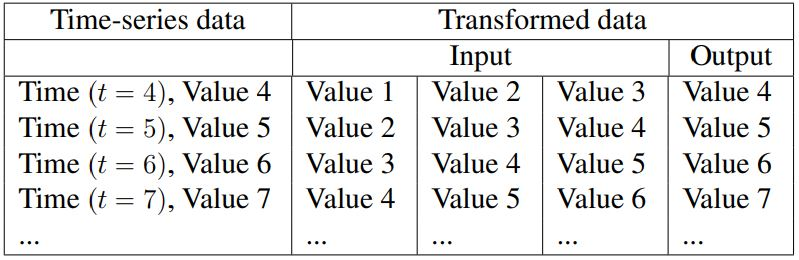 Time-series data Transformed data
Input Output
Time (t = 4), Value 4 Value 1 Value 2 Value 3 Value 4
Time (t = 5), Value 5 Value 2 Value 3 Value 4 Value 5
Time (t = 6), Value 6 Value 3 Value 4 Value 5 Value 6
Time (t = 7), Value 7 Value 4 Value 5 Value 6 Value 7
... ... ... ... ...